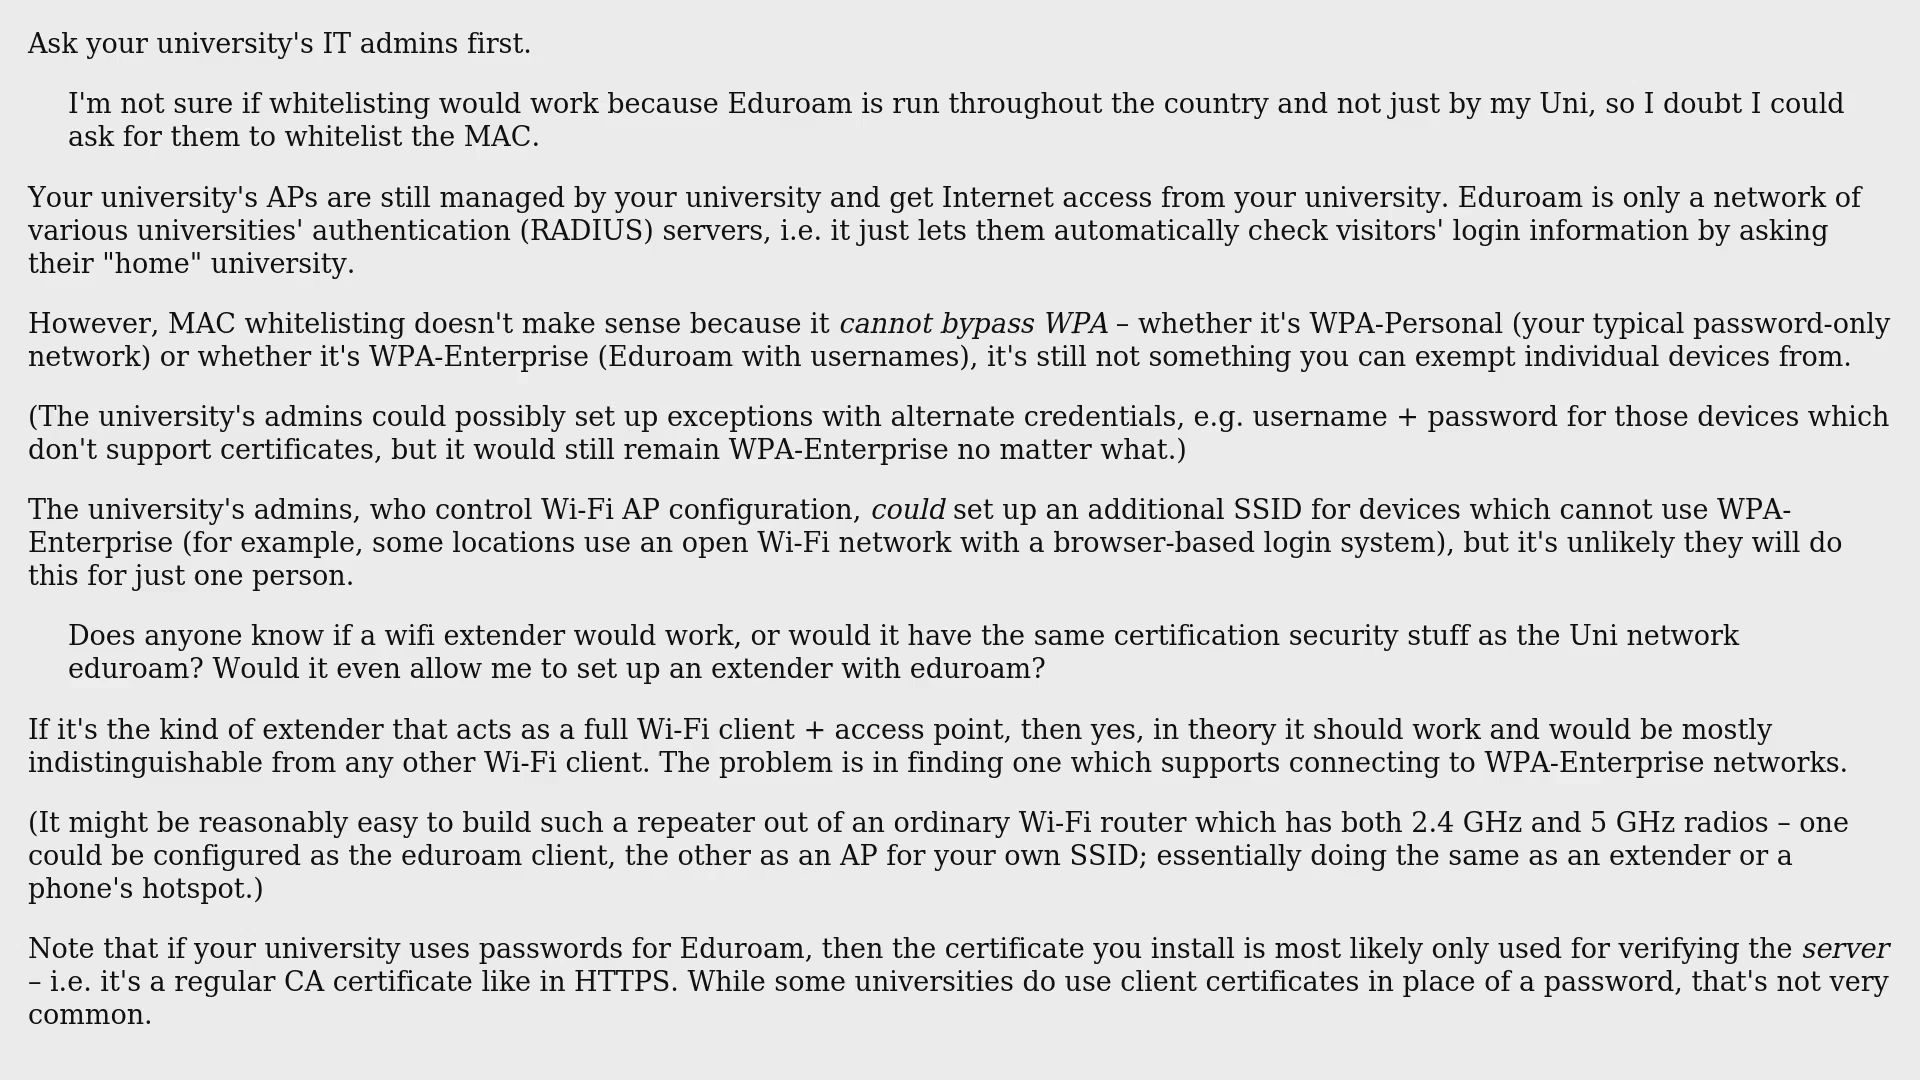 Ask your university's IT admins first.
I'm not sure if whitelisting would work because Eduroam is run throughout the country and not just by my Uni, so I doubt I could
ask for them to whitelist the MAC.
Your university's APs are still managed by your university and get Internet access from your university. Eduroam is only a network of
various universities' authentication (RADIUS) servers, i.e. it just lets them automatically check visitors' login information by asking
their "home" university.
However, MAC whitelisting doesn't make sense because it cannot bypass WPA – whether it's WPA-Personal (your typical password-only
network) or whether it's WPA-Enterprise (Eduroam with usernames), it's still not something you can exempt individual devices from.
(The university's admins could possibly set up exceptions with alternate credentials, e.g. username + password for those devices which
don't support certificates, but it would still remain WPA-Enterprise no matter what.)
The university's admins, who control Wi-Fi AP configuration, could set up an additional SSID for devices which cannot use WPA-
Enterprise (for example, some locations use an open Wi-Fi network with a browser-based login system), but it's unlikely they will do
this for just one person.
Does anyone know if a wifi extender would work, or would it have the same certification security stuff as the Uni network
eduroam? Would it even allow me to set up an extender with eduroam?
If it's the kind of extender that acts as a full Wi-Fi client + access point, then yes, in theory it should work and would be mostly
indistinguishable from any other Wi-Fi client. The problem is in finding one which supports connecting to WPA-Enterprise networks.
(It might be reasonably easy to build such a repeater out of an ordinary Wi-Fi router which has both 2.4 GHz and 5 GHz radios – one
could be configured as the eduroam client, the other as an AP for your own SSID; essentially doing the same as an extender or a
phone's hotspot.)
Note that if your university uses passwords for Eduroam, then the certificate you install is most likely only used for verifying the server
– i.e. it's a regular CA certificate like in HTTPS. While some universities do use client certificates in place of a password, that's not very
common.